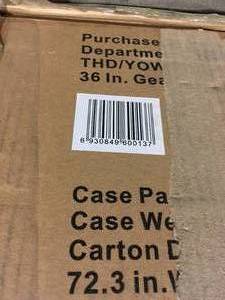 Purchase
Departme
THD/YOW
36 In. Gea
6 930849 600137
Case Pa
Case We
Carton D
72.3 in.W